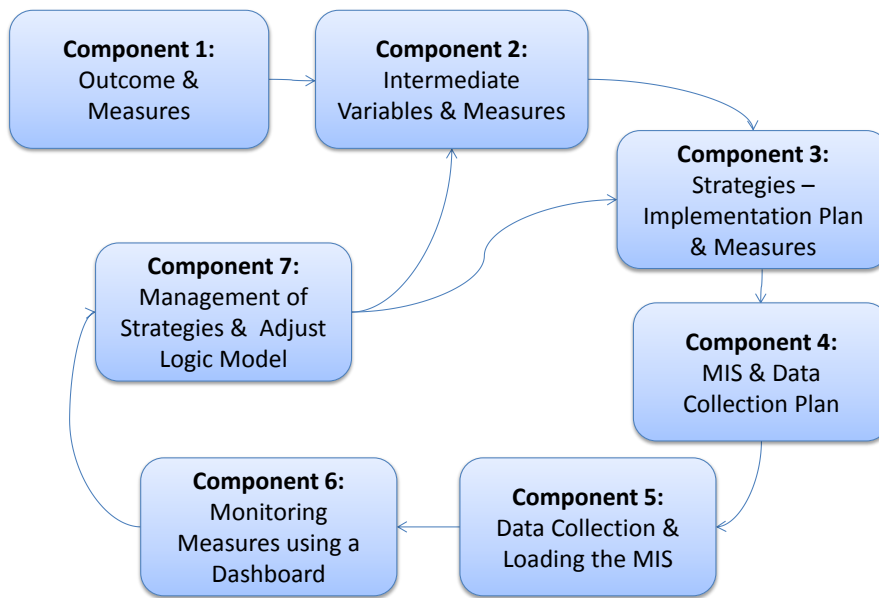 Component 1:
Outcome &
Measures
Component 2:
Intermediate
Variables & Measures
Component 3:
Strategies –
Implementation Plan
& Measures
Component 4:
MIS & Data
Collection Plan
Component 5:
Data Collection &
Loading the MIS
Component 6:
Monitoring
Measures using a
Dashboard
Component 7:
Management of
Strategies & Adjust
Logic Model